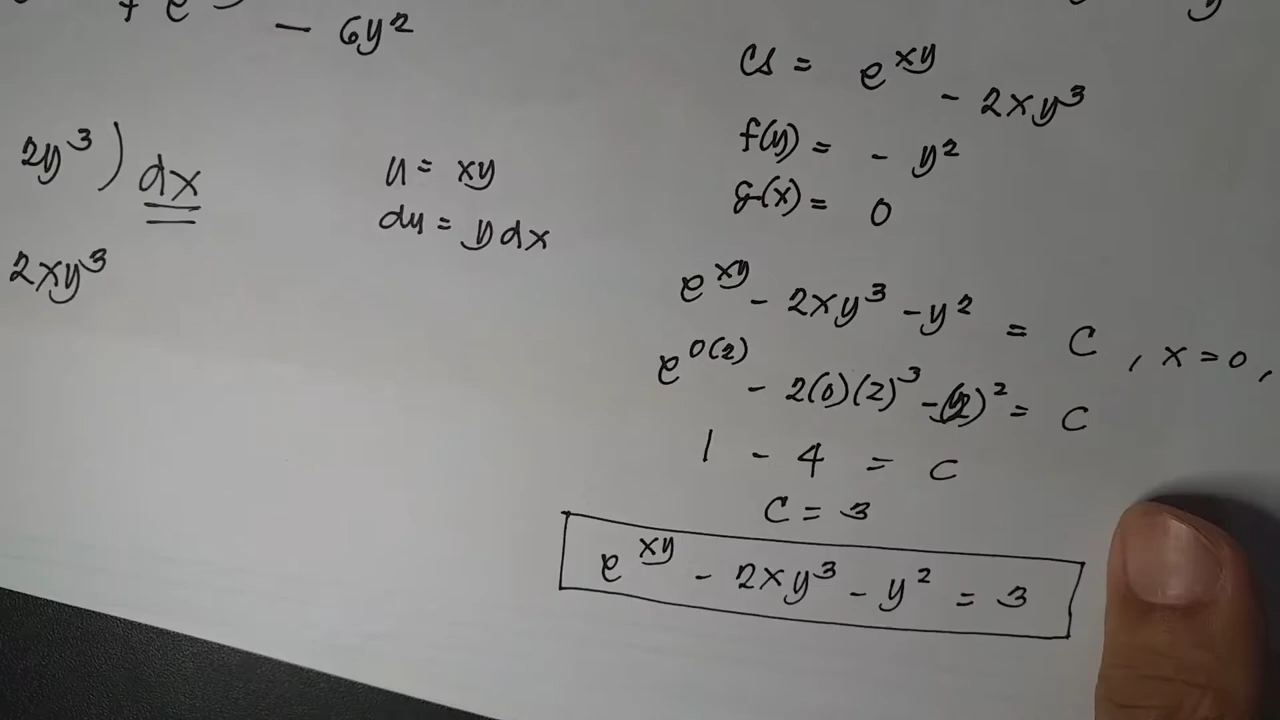 - 6y²
2y³) dx
2xy³
u = xy
du = y dx
CS = e^xy - 2xy³
f(y) = - y²
g(x) = 0
e^xy - 2xy³ - y² = C , x = 0 ,
e^0(2) - 2(0)(2)³ - (2)² = C
1 - 4 = C
C = 3
e^xy - 2xy³ - y² = 3